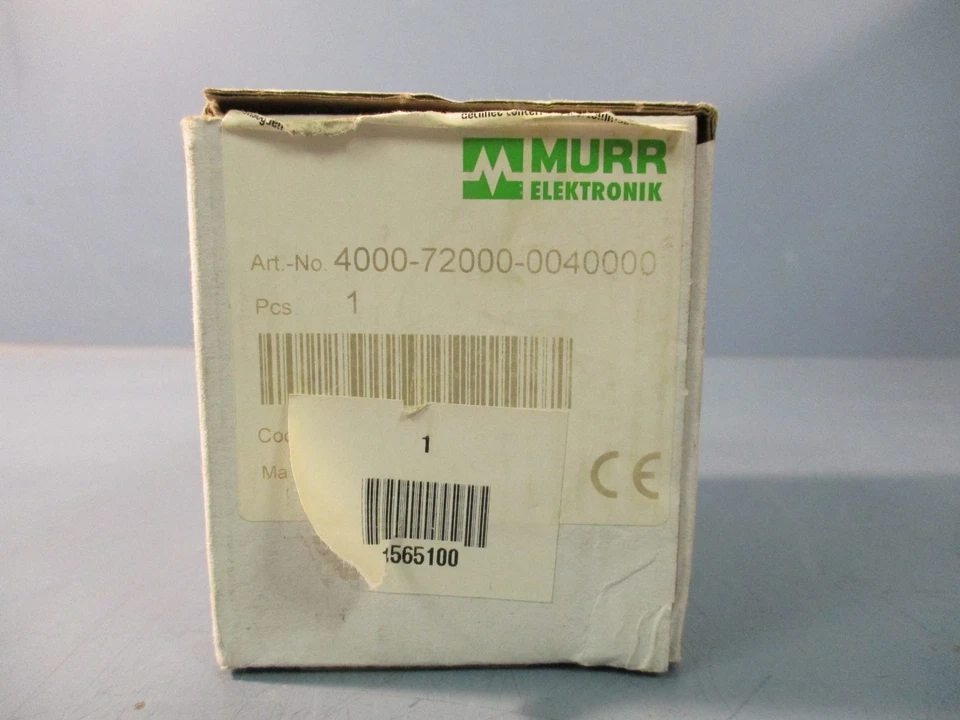 MURR
ELEKTRONIK
Art.-No. 4000-72000-0040000
Pcs 1
1
565100
CE